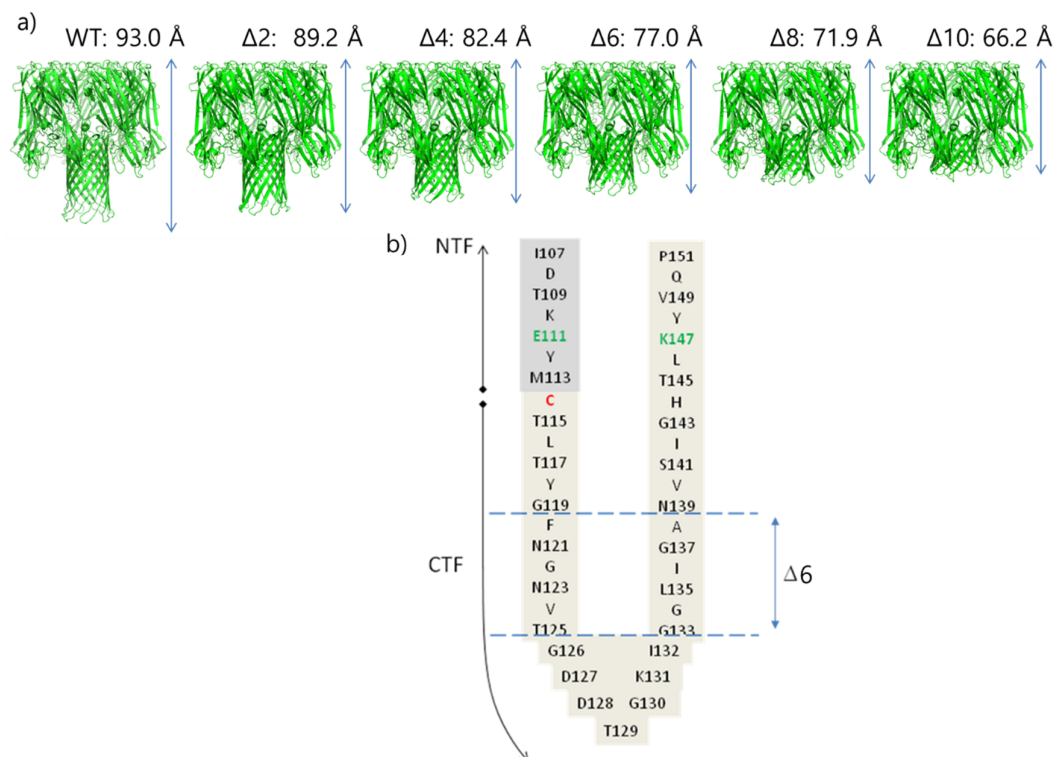 a)
WT: 93.0 Å Δ2: 89.2 Å Δ4: 82.4 Å Δ6: 77.0 Å Δ8: 71.9 Å Δ10: 66.2 Å
b)
NTF
I107 P151
D Q
T109 V149
K Y
E111 K147
Y L
M113 T145
C H
T115 G143
L I
T117 S141
Y V
G119 N139
F A
N121 G137
CTF
G I
Δ6
N123 L135
V G
T125 G133
G126 I132
D127 K131
D128 G130
T129